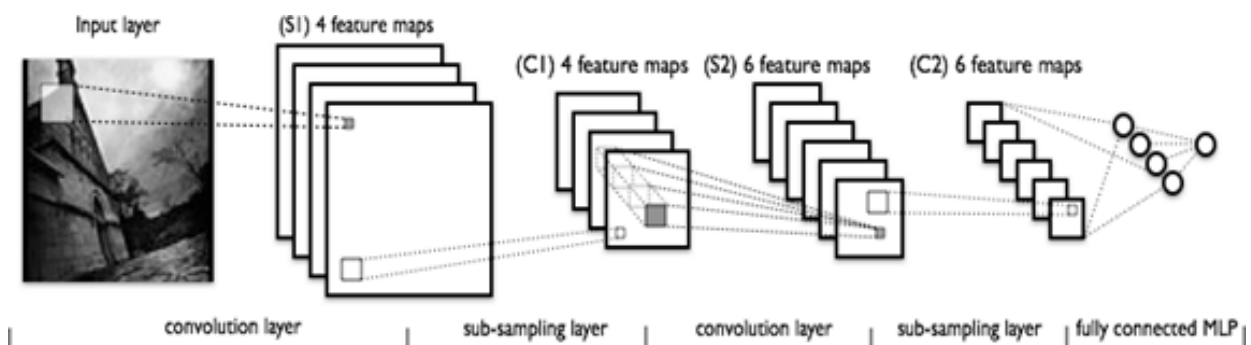 Input layer
(S1) 4 feature maps
(C1) 4 feature maps
(S2) 6 feature maps
(C2) 6 feature maps
convolution layer
sub-sampling layer
convolution layer
sub-sampling layer
fully connected MLP